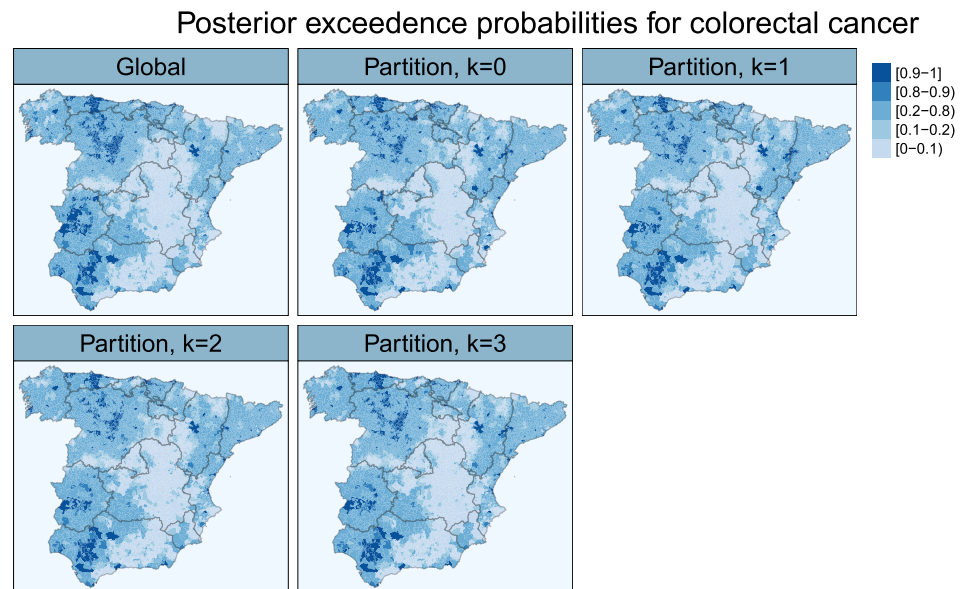 Posterior exceedence probabilities for colorectal cancer
Global
Partition, k=0
Partition, k=1
[0.9−1]
[0.8−0.9)
[0.2−0.8)
[0.1−0.2)
[0−0.1)
Partition, k=2
Partition, k=3